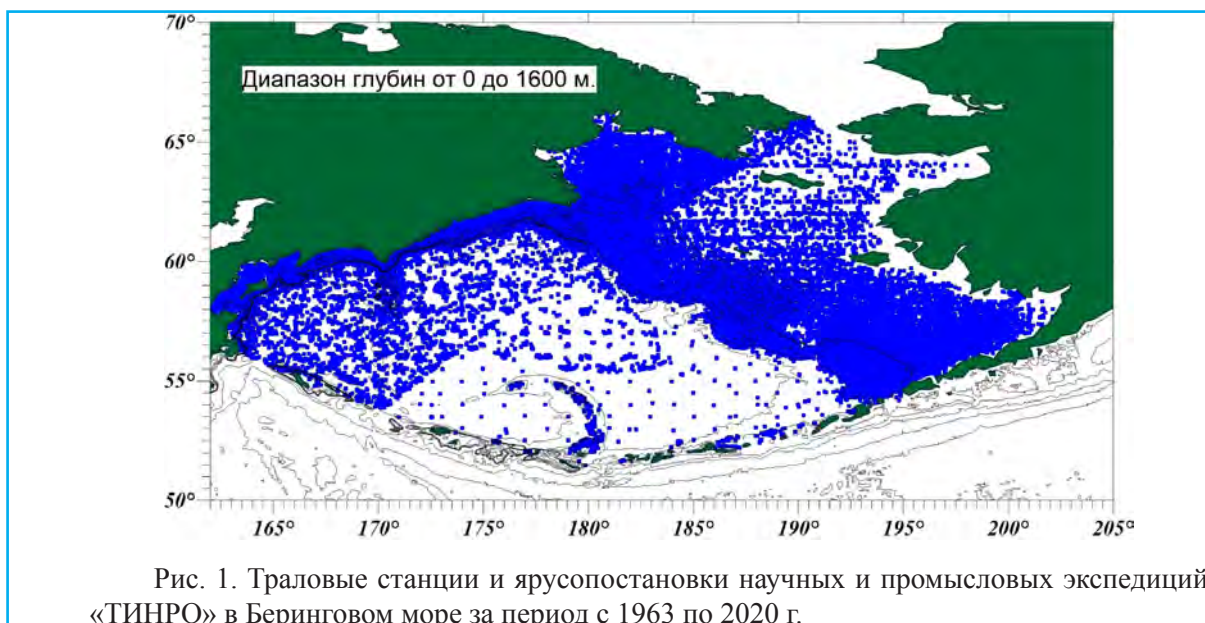 70°
Диапазон глубин от 0 до 1600 м.
65°
60°
55°
50°
165° 170° 175° 180° 185° 190° 195° 200° 205°
Рис. 1. Траловые станции и ярусопостановки научных и промысловых экспедиций
«ТИНРО» в Беринговом море за период с 1963 по 2020 г.